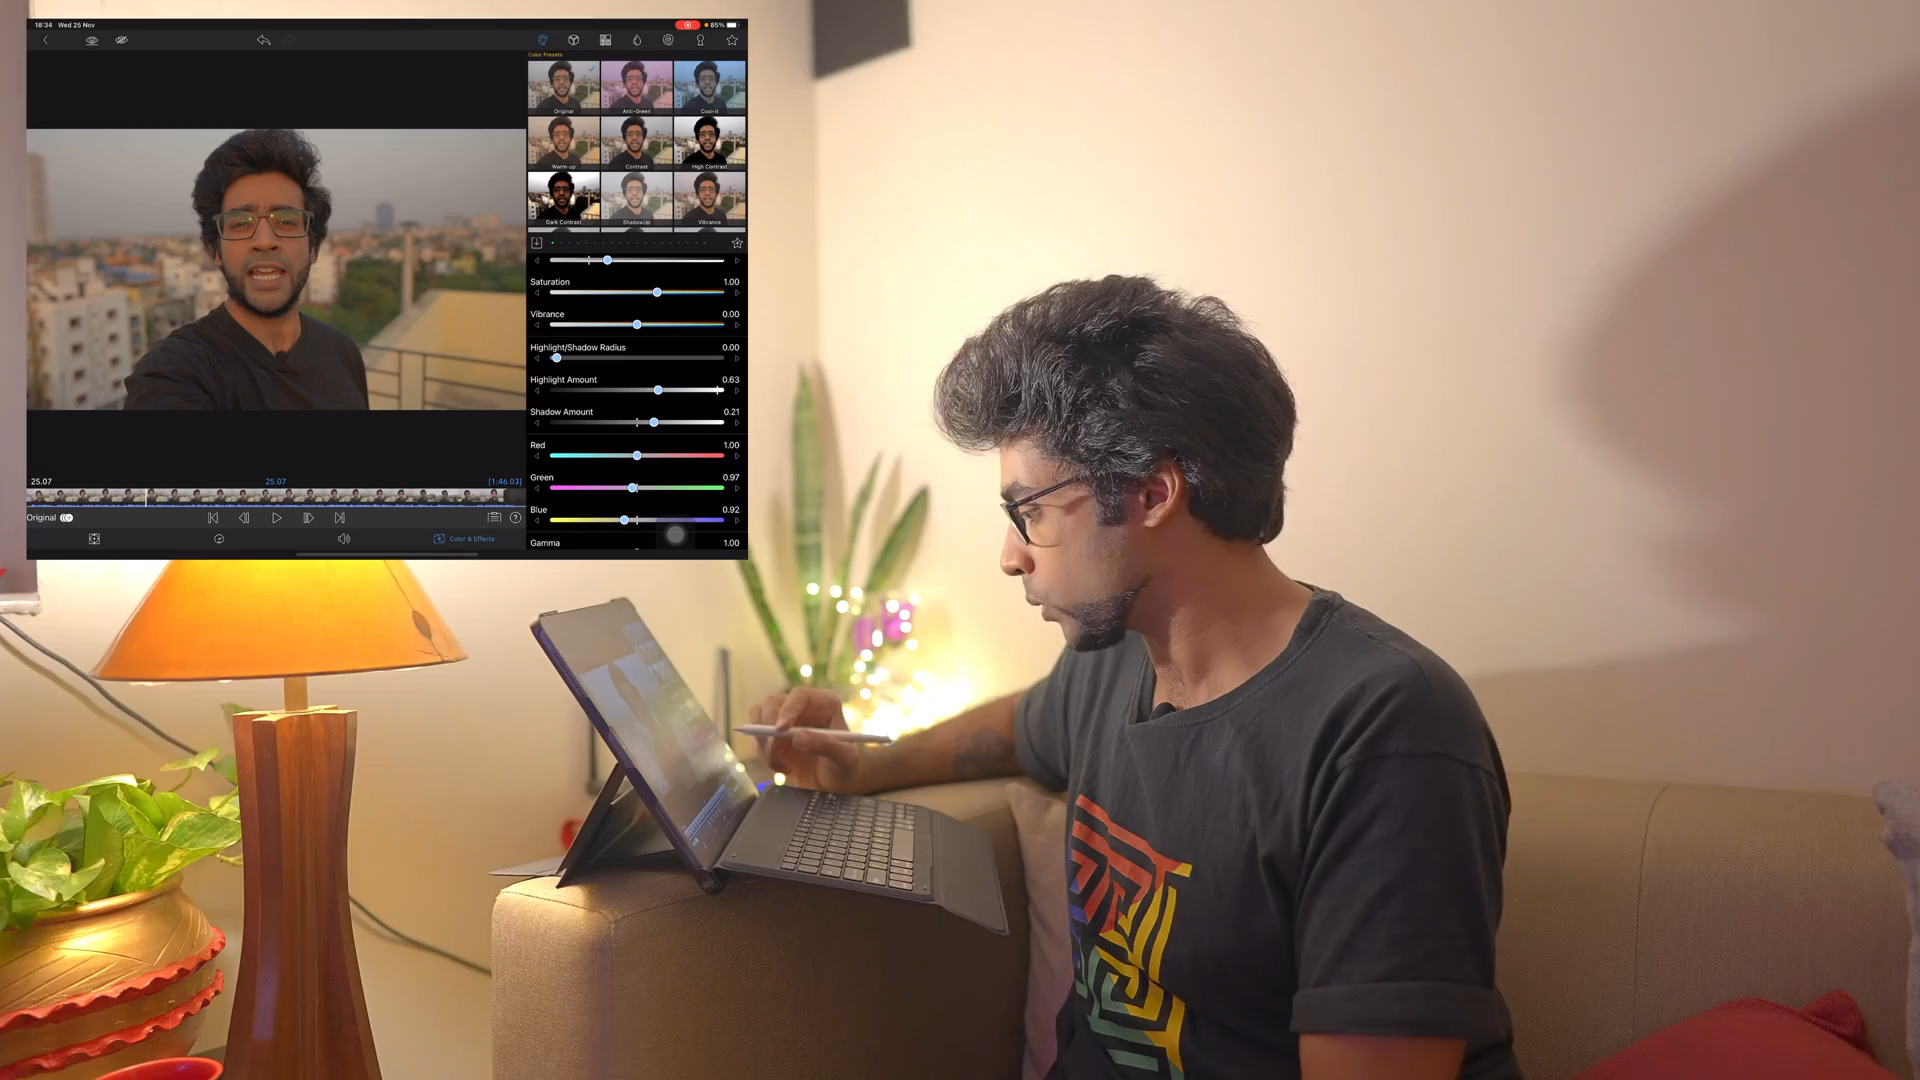 18:34 Wed 25 Nov
85%
Color Presets
Original Anti-Green Cool-it
Warm-up Contrast High Contrast
Dark Contrast ShadowUp Vibrance
Saturation 1.00
Vibrance 0.00
Highlight/Shadow Radius 0.00
Highlight Amount 0.63
Shadow Amount 0.21
Red 1.00
Green 0.97
Blue 0.92
Gamma 1.00
25.07 25.07 [1:46.03]
Original
Color & Effects